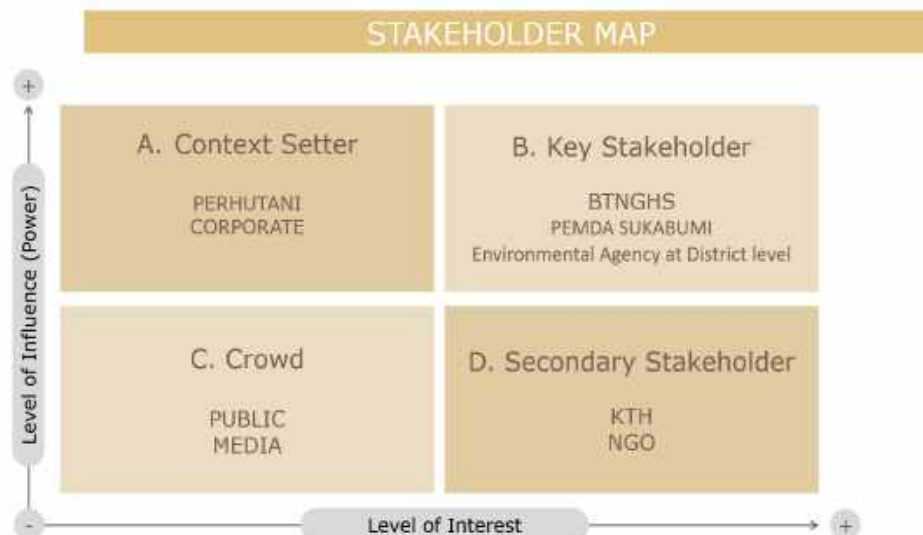 STAKEHOLDER MAP
+
Level of Influence (Power)
A. Context Setter
PERHUTANI
CORPORATE
B. Key Stakeholder
BTNGHS
PEMDA SUKABUMI
Environmental Agency at District level
C. Crowd
PUBLIC
MEDIA
D. Secondary Stakeholder
KTH
NGO
-
Level of Interest
+